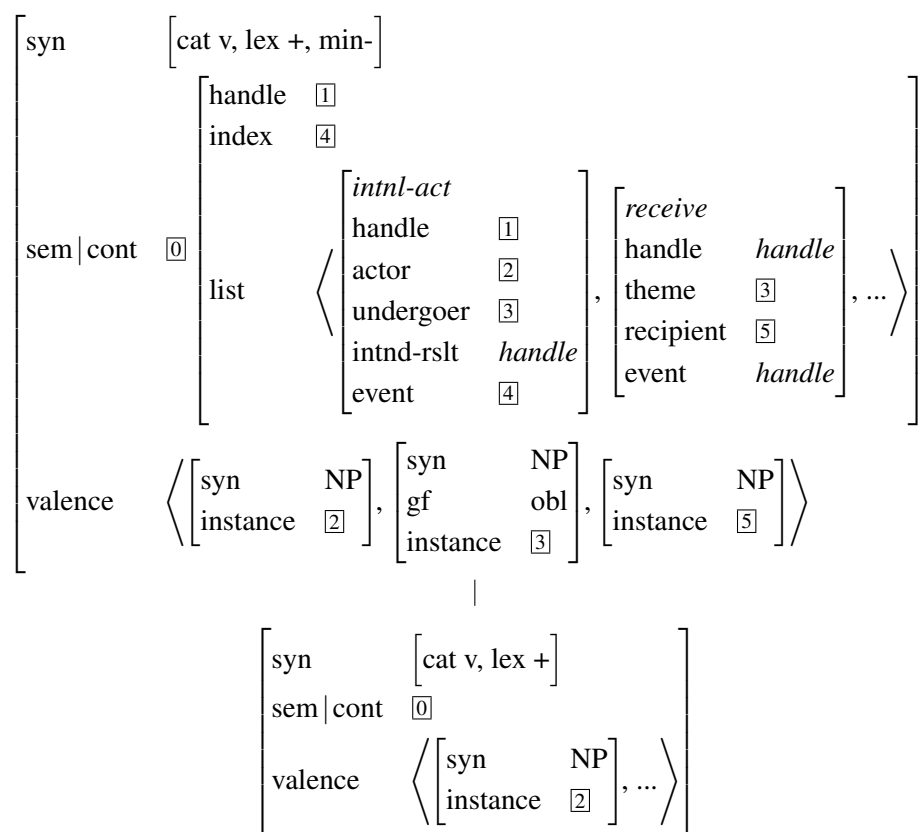 syn [cat v, lex +, min-]
handle 1
index 4
sem|cont 0
list ⟨
intnl-act
handle 1
actor 2
undergoer 3
intnd-rslt handle
event 4
,
receive
handle handle
theme 3
recipient 5
event handle
, ... ⟩
valence ⟨
syn NP
instance 2
,
syn NP
gf obl
instance 3
,
syn NP
instance 5
⟩
|
syn [cat v, lex +]
sem|cont 0
valence ⟨
syn NP
instance 2
, ... ⟩